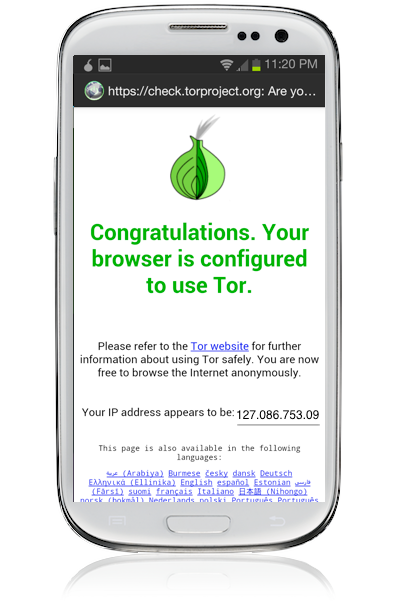 11:20 PM
https://check.torproject.org: Are yo...
Congratulations. Your
browser is configured
to use Tor.
Please refer to the Tor website for further
information about using Tor safely. You are now
free to browse the Internet anonymously.
Your IP address appears to be: 127.086.753.09
This page is also available in the following
languages:
عربية (Arabiya) Burmese česky dansk Deutsch
Ελληνικά (Ellinika) English español Estonian فارسی
(Fārsī) suomi français Italiano 日本語 (Nihongo)
norsk (bokmål) Nederlands polski Português Português